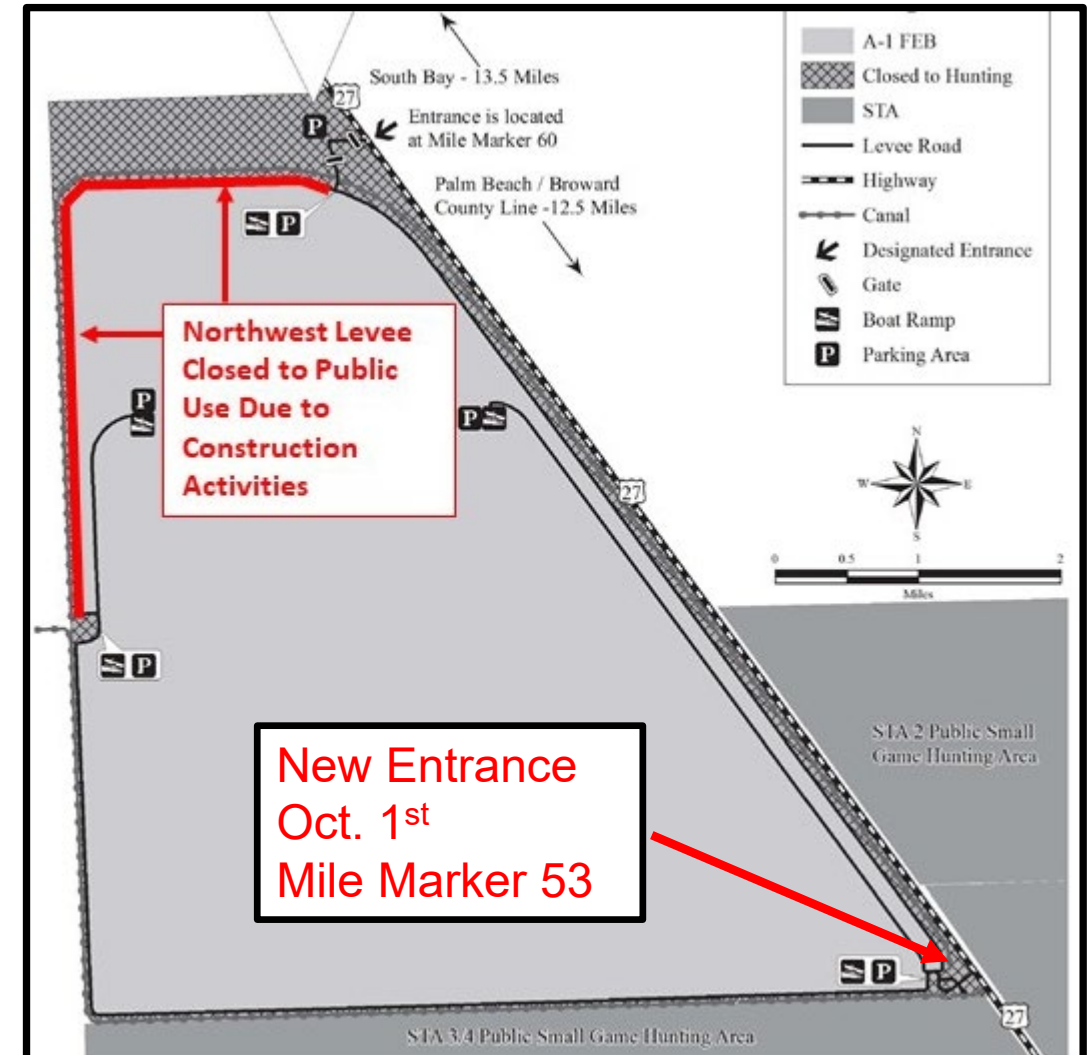 South Bay - 13.5 Miles
27
P
Entrance is located
at Mile Marker 60
Palm Beach / Broward
County Line -12.5 Miles
A-1 FEB
Closed to Hunting
STA
Levee Road
Highway
Canal
Designated Entrance
Gate
Boat Ramp
P
Parking Area
P
Northwest Levee
Closed to Public
Use Due to
Construction
Activities
P
P
27
N
W
E
S
0
0.5
1
2
Miles
P
STA 2 Public Small
Game Hunting Area
New Entrance
Oct. 1st
Mile Marker 53
P
27
STA 3/4 Public Small Game Hunting Area